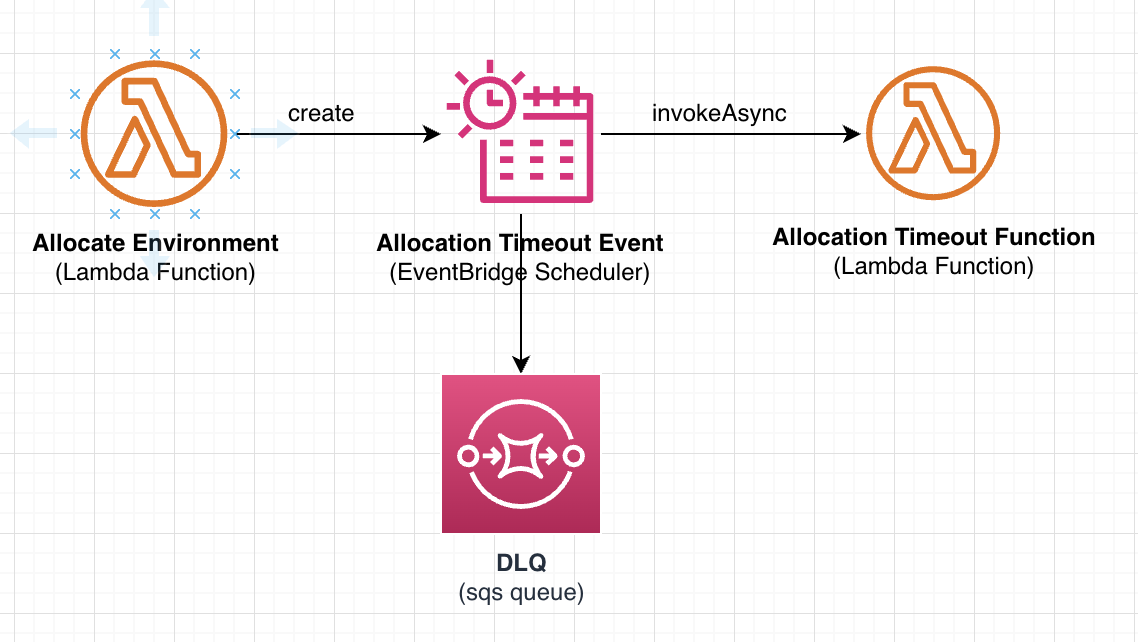 create
invokeAsync
Allocate Environment
(Lambda Function)
Allocation Timeout Event
(EventBridge Scheduler)
Allocation Timeout Function
(Lambda Function)
DLQ
(sqs queue)